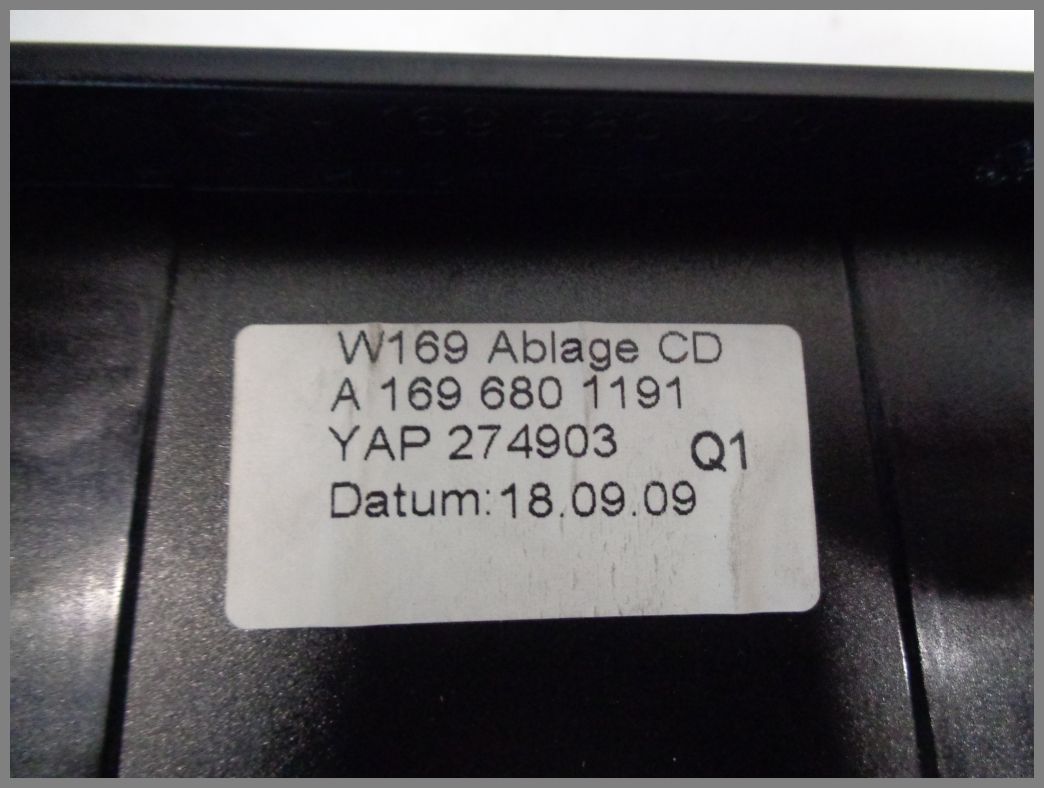 W169 Ablage CD
A 169 680 1191
YAP 274903 Q1
Datum:18.09.09